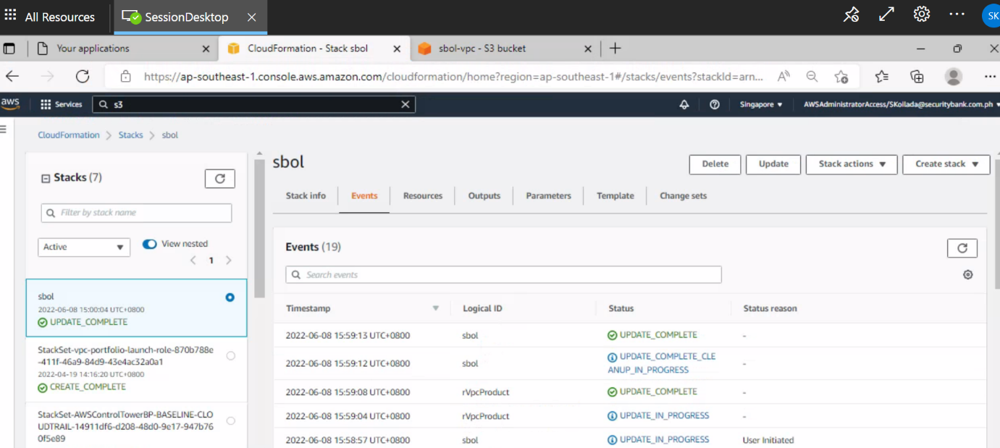 All Resources
SessionDesktop
SK
Your applications
CloudFormation - Stack sbol
sbol-vpc - S3 bucket
https://ap-southeast-1.console.aws.amazon.com/cloudformation/home?region=ap-southeast-1#/stacks/events?stackId=arn...
aws
Services
s3
Singapore
AWSAdministratorAccess/SKollada@securitybank.com.ph
CloudFormation > Stacks > sbol
Stacks (7)
Filter by stack name
Active
View nested
< 1 >
sbol
2022-06-08 15:00:04 UTC+0800
UPDATE_COMPLETE
StackSet-vpc-portfolio-launch-role-870b788e
-411f-46a9-84d9-43e4ac32a0a1
2022-04-19 14:16:20 UTC+0800
CREATE_COMPLETE
StackSet-AWSControlTowerBP-BASELINE-CLO
UDTRAIL-14911df6-d208-48d0-9e17-947b76
0f5e89
sbol
Delete
Update
Stack actions
Create stack
Stack info
Events
Resources
Outputs
Parameters
Template
Change sets
Events (19)
Search events
Timestamp Logical ID Status Status reason
2022-06-08 15:59:13 UTC+0800 sbol UPDATE_COMPLETE -
2022-06-08 15:59:12 UTC+0800 sbol UPDATE_COMPLETE_CLE
ANUP_IN_PROGRESS -
2022-06-08 15:59:08 UTC+0800 rVpcProduct UPDATE_COMPLETE -
2022-06-08 15:59:04 UTC+0800 rVpcProduct UPDATE_IN_PROGRESS -
2022-06-08 15:58:57 UTC+0800 sbol UPDATE_IN_PROGRESS User Initiated